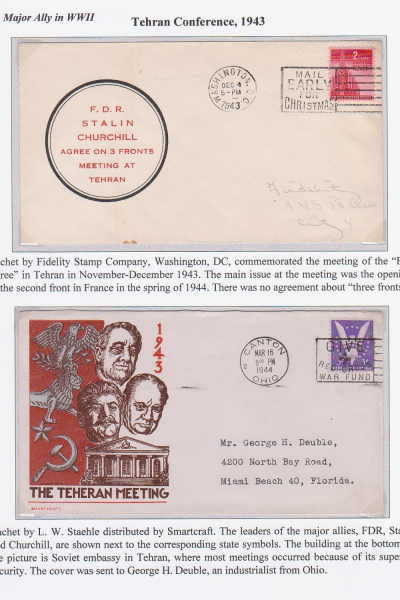 Major Ally in WWII
Tehran Conference, 1943
F.D.R.
STALIN
CHURCHILL
AGREE ON 3 FRONTS
MEETING AT
TEHRAN
WASHINGTON, D.C.
DEC 4
6-PM
1943
MAIL
EARLY
FOR
CHRISTMAS
2
Fidelity
City
achet by Fidelity Stamp Company, Washington, DC, commemorated the meeting of the “B
ree” in Tehran in November-December 1943. The main issue at the meeting was the openi
the second front in France in the spring of 1944. There was no agreement about “three fronts
1943
THE TEHERAN MEETING
SMARTCRAFT
CANTON
MAR 16
PM
1944
OHIO
2
GIVE
RED CROSS
WAR FUND
Mr. George H. Deuble,
4200 North Bay Road,
Miami Beach 40, Florida.
achet by L. W. Staehle distributed by Smartcraft. The leaders of the major allies, FDR, Sta
d Churchill, are shown next to the corresponding state symbols. The building at the bottom
e picture is Soviet embassy in Tehran, where most meetings occurred because of its super
curity. The cover was sent to George H. Deuble, an industrialist from Ohio.